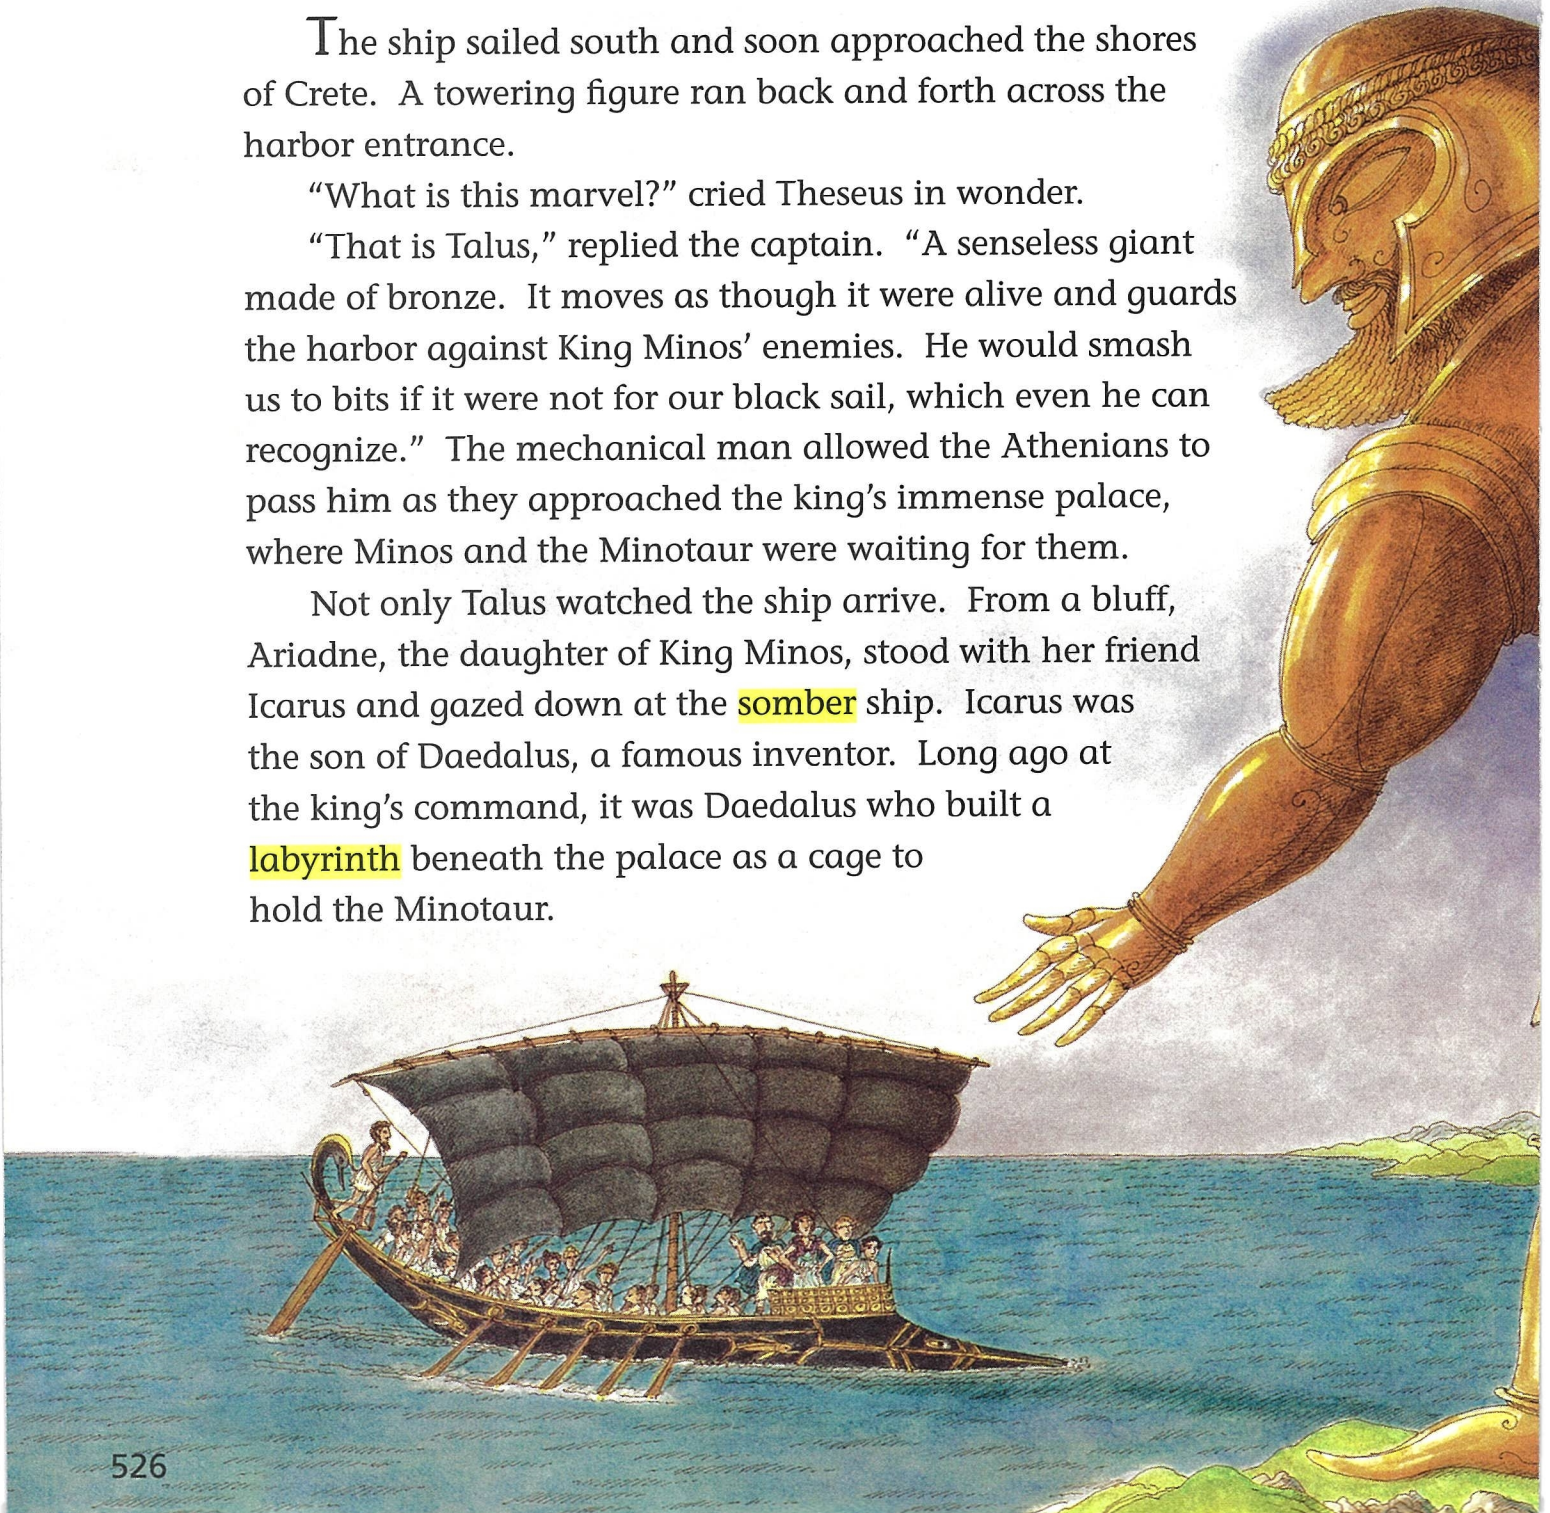 The ship sailed south and soon approached the shores
of Crete. A towering figure ran back and forth across the
harbor entrance.
“What is this marvel?” cried Theseus in wonder.
“That is Talus,” replied the captain. “A senseless giant
made of bronze. It moves as though it were alive and guards
the harbor against King Minos’ enemies. He would smash
us to bits if it were not for our black sail, which even he can
recognize.” The mechanical man allowed the Athenians to
pass him as they approached the king’s immense palace,
where Minos and the Minotaur were waiting for them.
Not only Talus watched the ship arrive. From a bluff,
Ariadne, the daughter of King Minos, stood with her friend
Icarus and gazed down at the somber ship. Icarus was
the son of Daedalus, a famous inventor. Long ago at
the king’s command, it was Daedalus who built a
labyrinth beneath the palace as a cage to
hold the Minotaur.
526